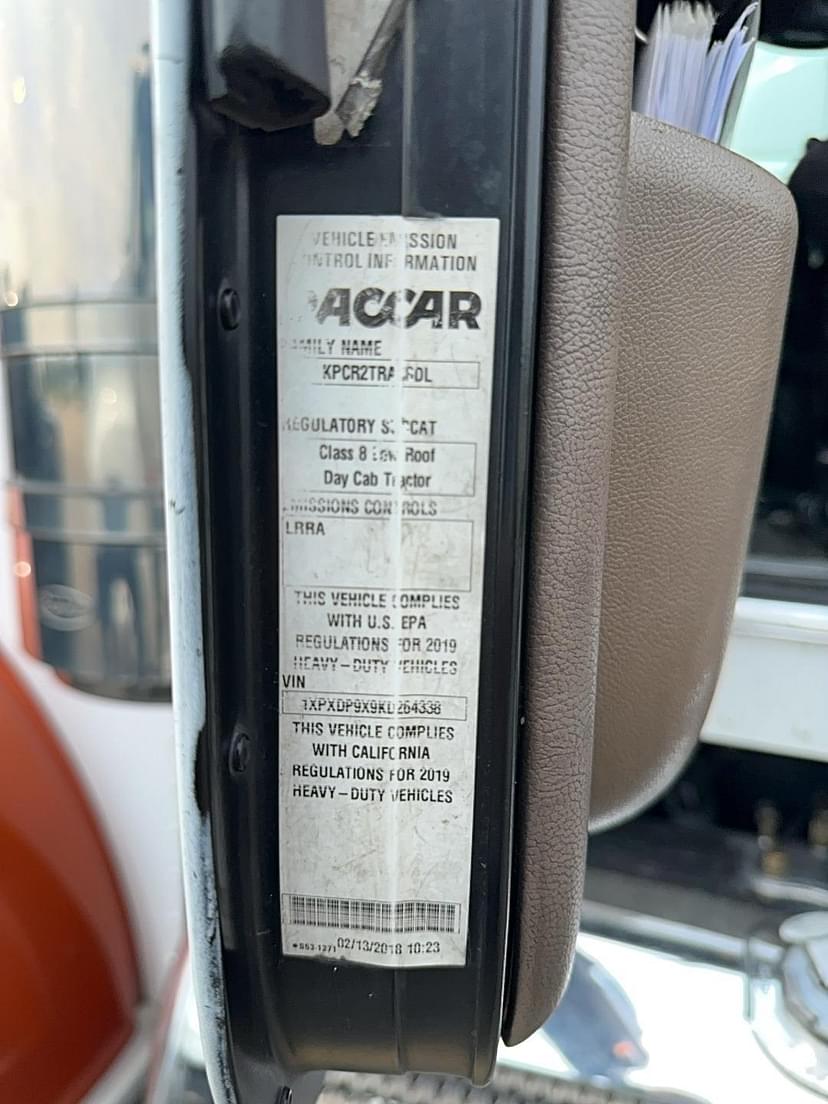 VEHICLE EMISSION
CONTROL INFORMATION
PACCAR
FAMILY NAME
REGULATORY SUBCAT
Class 8 Low Roof
Day Cab Tractor
EMISSIONS CONTROLS
LRRA
THIS VEHICLE COMPLIES
WITH U.S. EPA
REGULATIONS FOR 2019
HEAVY-DUTY VEHICLES
VIN
1XPXDP9X9KD264338
THIS VEHICLE COMPLIES
WITH CALIFORNIA
REGULATIONS FOR 2019
HEAVY-DUTY VEHICLES
02/13/2018 10:23